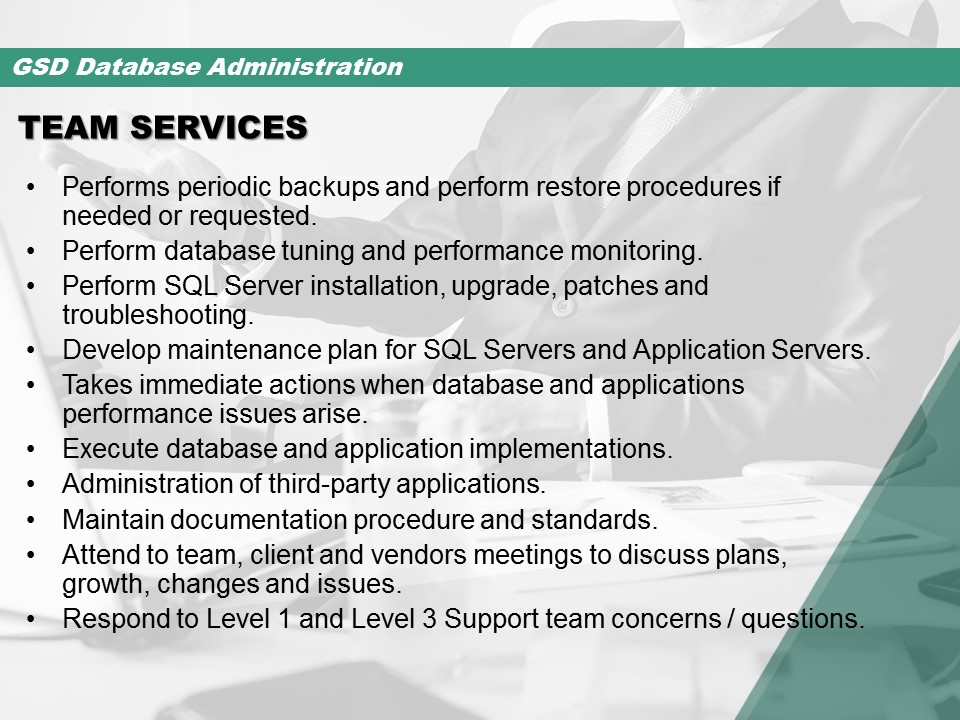 GSD Database Administration
TEAM SERVICES
• Performs periodic backups and perform restore procedures if
needed or requested.
• Perform database tuning and performance monitoring.
• Perform SQL Server installation, upgrade, patches and
troubleshooting.
• Develop maintenance plan for SQL Servers and Application Servers.
• Takes immediate actions when database and applications
performance issues arise.
• Execute database and application implementations.
• Administration of third-party applications.
• Maintain documentation procedure and standards.
• Attend to team, client and vendors meetings to discuss plans,
growth, changes and issues.
• Respond to Level 1 and Level 3 Support team concerns / questions.